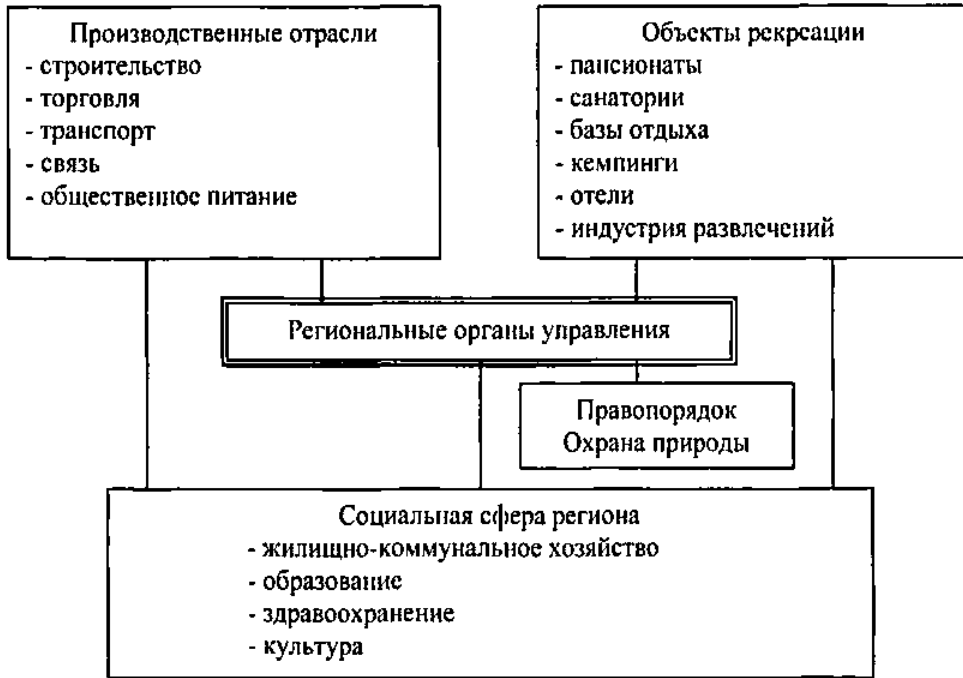 Производственные отрасли
- строительство
- торговля
- транспорт
- связь
- общественное питание
Объекты рекреации
- пансионаты
- санатории
- базы отдыха
- кемпинги
- отели
- индустрия развлечений
Региональные органы управления
Правопорядок
Охрана природы
Социальная сфера региона
- жилищно-коммунальное хозяйство
- образование
- здравоохранение
- культура